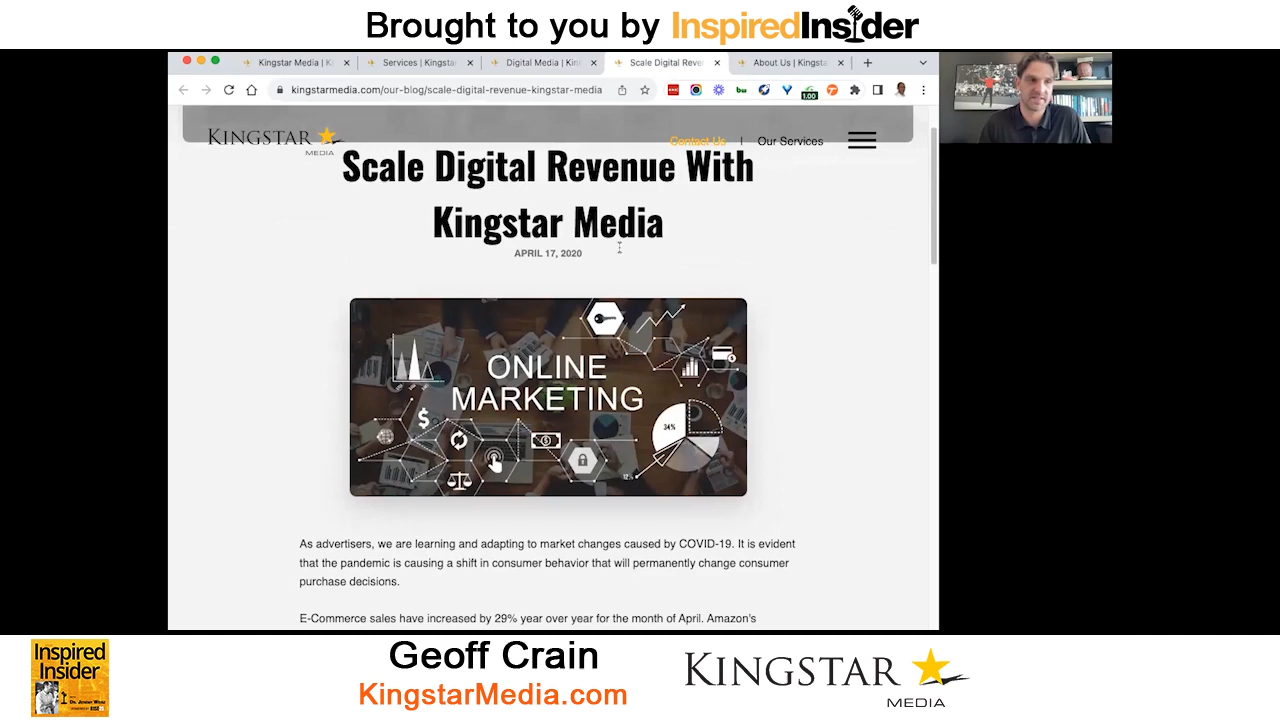 Brought to you by InspiredInsider
Kingstar Media | Ki
Services | Kingsta
Digital Media | Kin
Scale Digital Reve
About Us | Kingsta
kingstarmedia.com/our-blog/scale-digital-revenue-kingstar-media
1.00
KINGSTAR
MEDIA
Contact Us | Our Services
Scale Digital Revenue With
Kingstar Media
APRIL 17, 2020
ONLINE
MARKETING
34%
12%
As advertisers, we are learning and adapting to market changes caused by COVID-19. It is evident
that the pandemic is causing a shift in consumer behavior that will permanently change consumer
purchase decisions.
E-Commerce sales have increased by 29% year over year for the month of April. Amazon's
Inspired
Insider
Geoff Crain
KingstarMedia.com
KINGSTAR
MEDIA